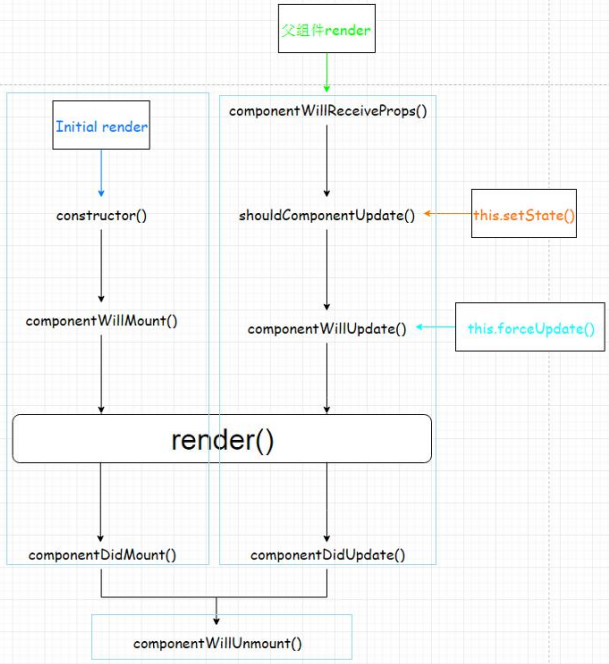 父组件render
componentWillReceiveProps()
Initial render
constructor()
shouldComponentUpdate()
this.setState()
componentWillMount()
componentWillUpdate()
this.forceUpdate()
render()
componentDidMount()
componentDidUpdate()
componentWillUnmount()